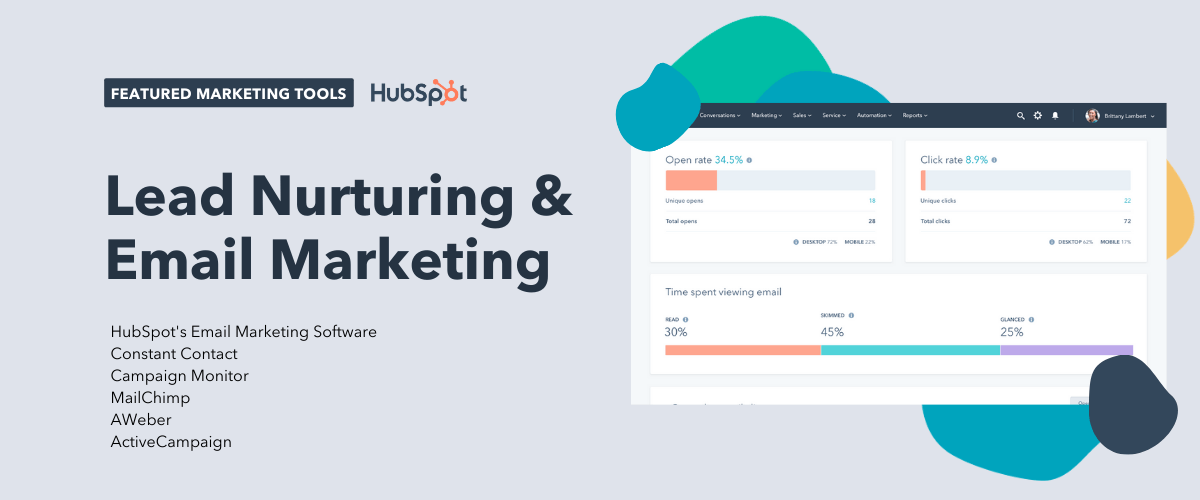 FEATURED MARKETING TOOLS HubSpot
Lead Nurturing &
Email Marketing
HubSpot's Email Marketing Software
Constant Contact
Campaign Monitor
MailChimp
AWeber
ActiveCampaign
Conversations Marketing Sales Service Automation Reports Brittany Lambert
Open rate 34.5%
Unique opens 18
Total opens 28
DESKTOP 72% MOBILE 22%
Click rate 8.9%
Unique clicks 22
Total clicks 72
DESKTOP 62% MOBILE 17%
Time spent viewing email
READ SKIMMED GLANCED
30% 45% 25%